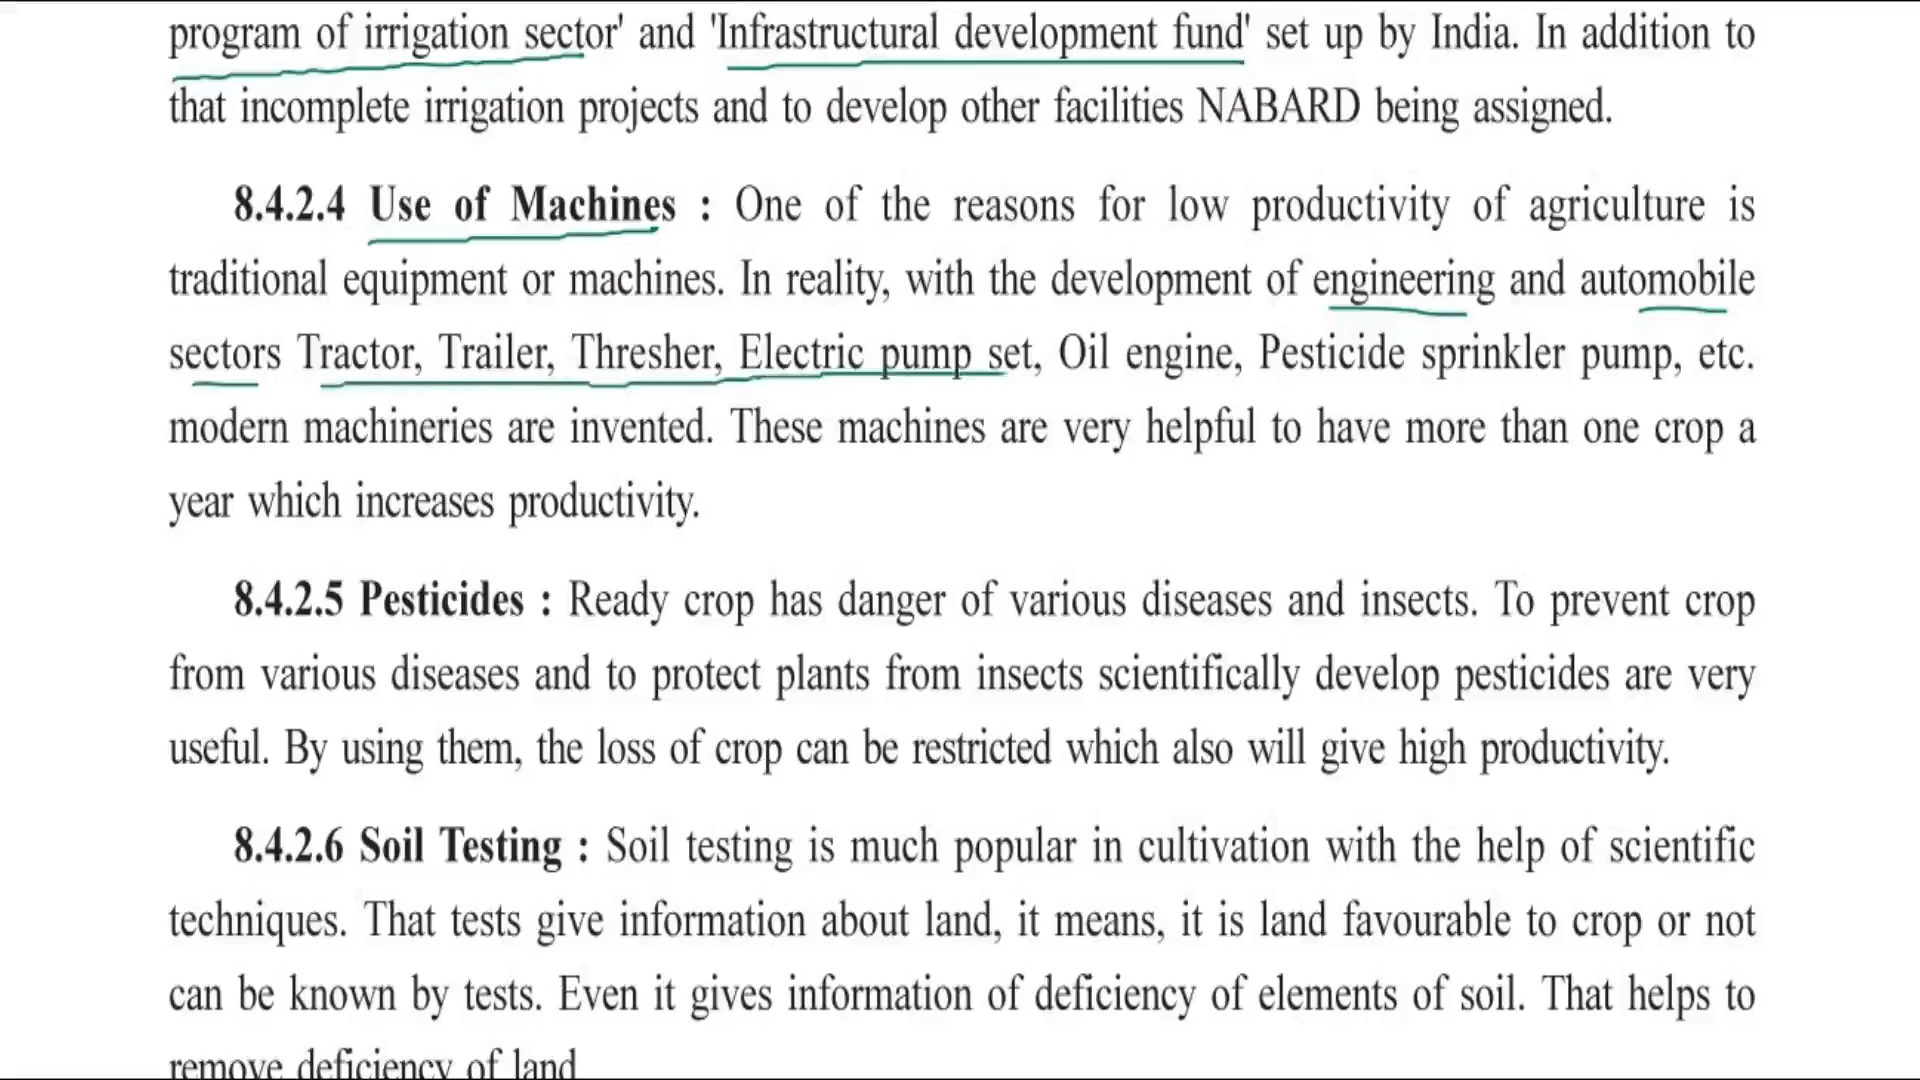 program of irrigation sector' and 'Infrastructural development fund' set up by India. In addition to
that incomplete irrigation projects and to develop other facilities NABARD being assigned.
8.4.2.4 Use of Machines : One of the reasons for low productivity of agriculture is
traditional equipment or machines. In reality, with the development of engineering and automobile
sectors Tractor, Trailer, Thresher, Electric pump set, Oil engine, Pesticide sprinkler pump, etc.
modern machineries are invented. These machines are very helpful to have more than one crop a
year which increases productivity.
8.4.2.5 Pesticides : Ready crop has danger of various diseases and insects. To prevent crop
from various diseases and to protect plants from insects scientifically develop pesticides are very
useful. By using them, the loss of crop can be restricted which also will give high productivity.
8.4.2.6 Soil Testing : Soil testing is much popular in cultivation with the help of scientific
techniques. That tests give information about land, it means, it is land favourable to crop or not
can be known by tests. Even it gives information of deficiency of elements of soil. That helps to
remove deficiency of land